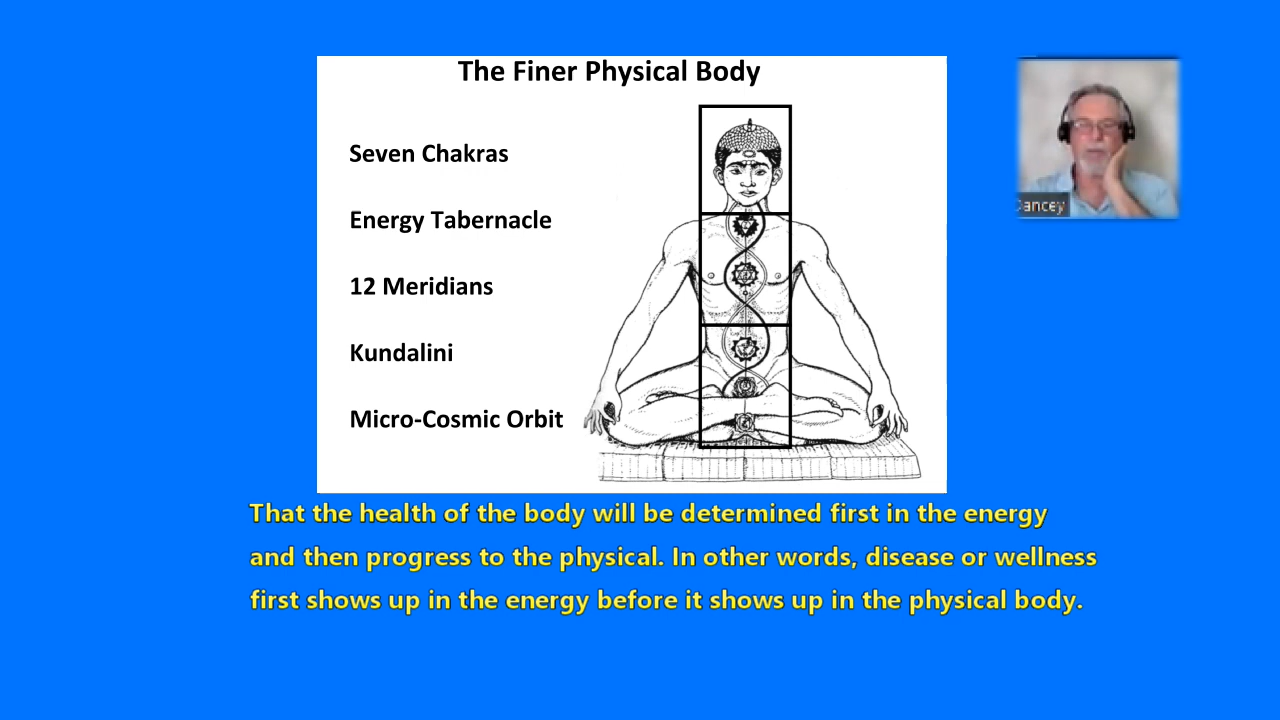 The Finer Physical Body
Seven Chakras
Energy Tabernacle
12 Meridians
Kundalini
Micro-Cosmic Orbit
Dancey
That the health of the body will be determined first in the energy
and then progress to the physical. In other words, disease or wellness
first shows up in the energy before it shows up in the physical body.